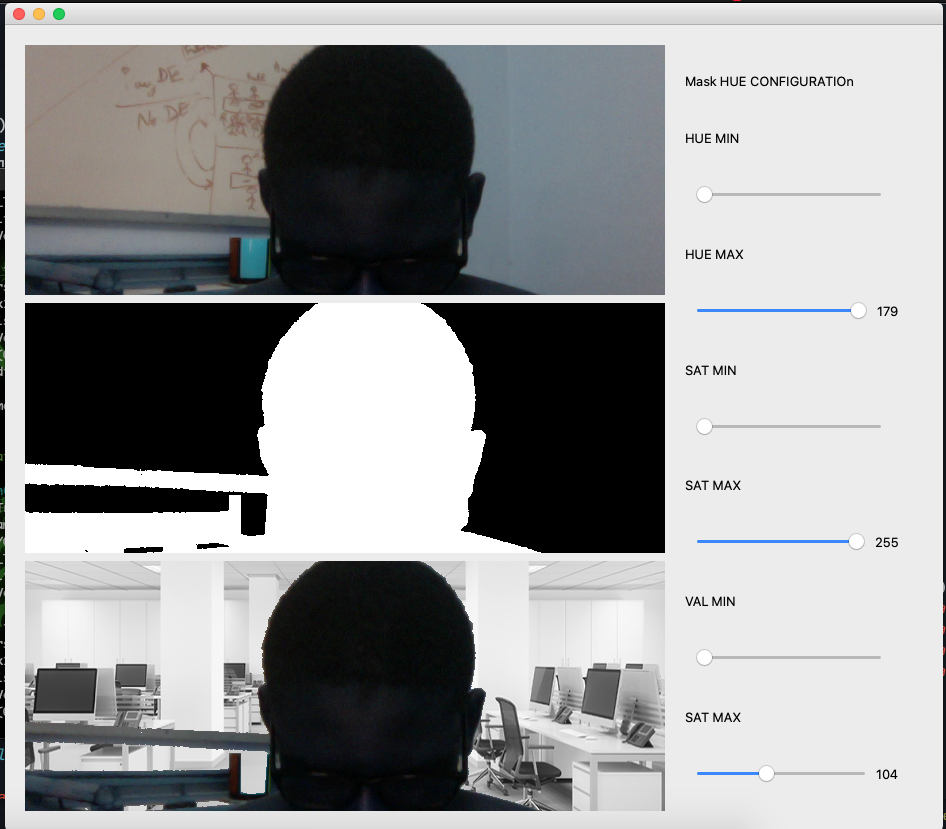 Mask HUE CONFIGURATIOn
HUE MIN
HUE MAX
179
SAT MIN
SAT MAX
255
VAL MIN
SAT MAX
104